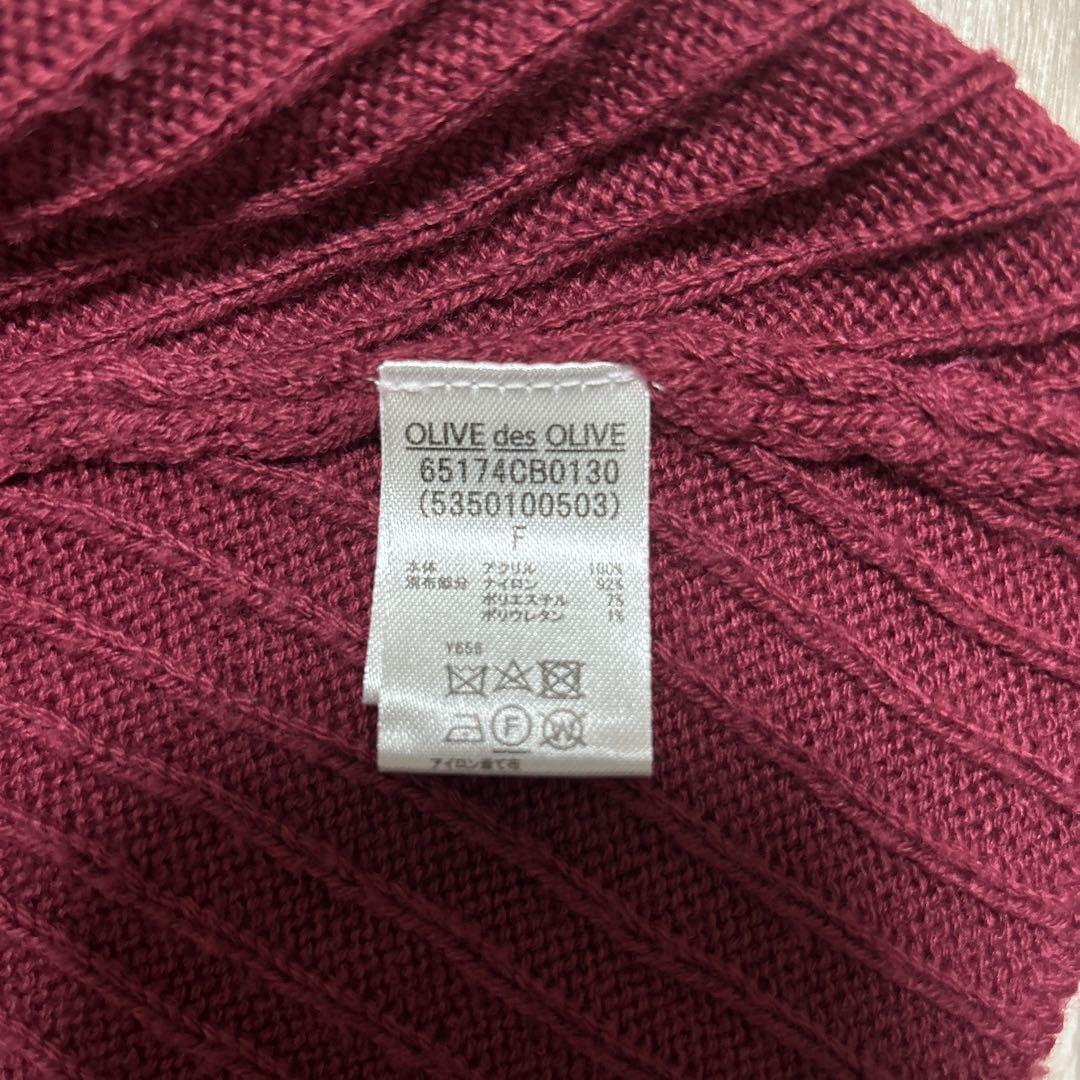 OLIVE des OLIVE
65174CB0130
(5350100503)
F
本体 アクリル 100%
別布部分 ナイロン 92%
ポリエステル 7%
ポリウレタン 1%
Y656
F W
アイロン当て布